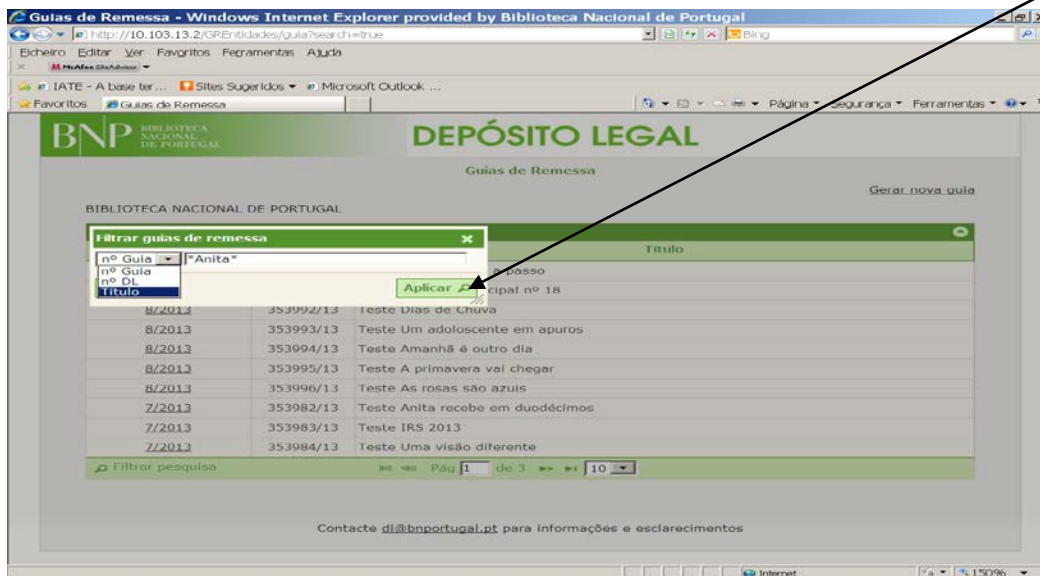 Guias de Remessa - Windows Internet Explorer provided by Biblioteca Nacional de Portugal
http://10.103.13.2/GREntidades/guia?search=true
Bing
Ficheiro Editar Ver Favoritos Ferramentas Ajuda
McAfee SiteAdvisor
IATE - A base ter... Sites Sugeridos Microsoft Outlook ...
Favoritos Guias de Remessa Página Segurança Ferramentas
BNP BIBLIOTECA NACIONAL DE PORTUGAL
DEPÓSITO LEGAL
Guias de Remessa
Gerar nova guia
BIBLIOTECA NACIONAL DE PORTUGAL
Filtrar guias de remessa
Título
nº Guia *Anita*
nº Guia
nº DL
Título
Aplicar
a passo
cipal nº 18
8/2013 353992/13 Teste Dias de Chuva
8/2013 353993/13 Teste Um adoloscente em apuros
8/2013 353994/13 Teste Amanhã é outro dia
8/2013 353995/13 Teste A primavera vai chegar
8/2013 353996/13 Teste As rosas são azuis
7/2013 353982/13 Teste Anita recebe em duodécimos
7/2013 353983/13 Teste IRS 2013
7/2013 353984/13 Teste Uma visão diferente
Filtrar pesquisa Pág 1 de 3 10
Contacte dl@bnportugal.pt para informações e esclarecimentos
Internet 150%